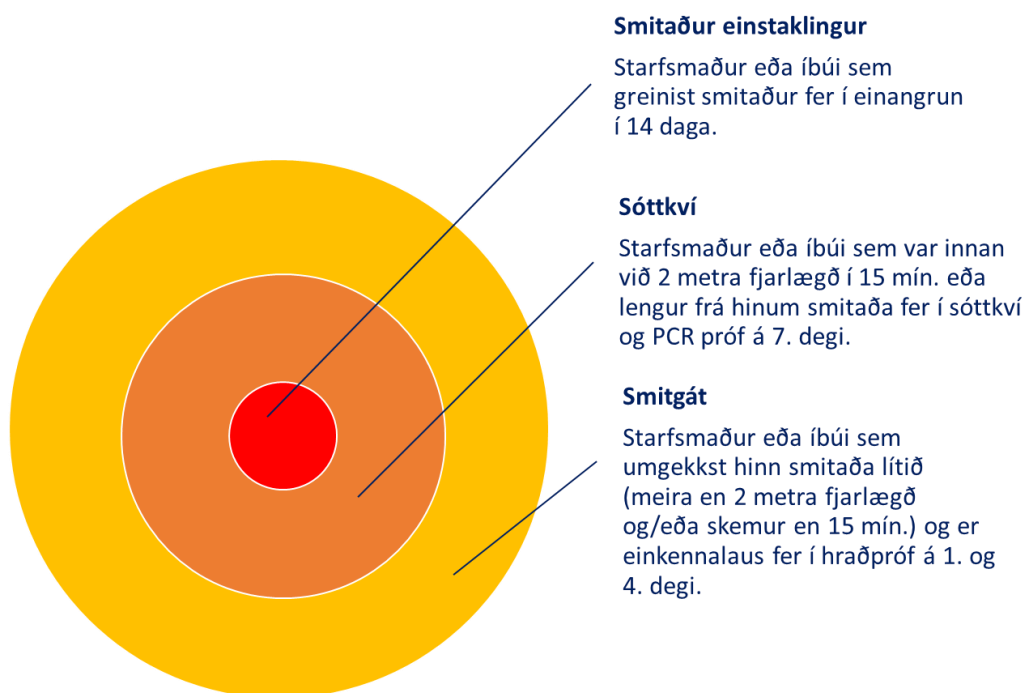 Smitaður einstaklingur
Starfsmaður eða íbúi sem
greinist smitaður fer í einangrun
í 14 daga.
Sóttkví
Starfsmaður eða íbúi sem var innan
við 2 metra fjarlægð í 15 mín. eða
lengur frá hinum smitaða fer í sóttkví
og PCR próf á 7. degi.
Smitgát
Starfsmaður eða íbúi sem
umgekkst hinn smitaða lítið
(meira en 2 metra fjarlægð
og/eða skemur en 15 mín.) og er
einkennalaus fer í hraðpróf á 1. og
4. degi.